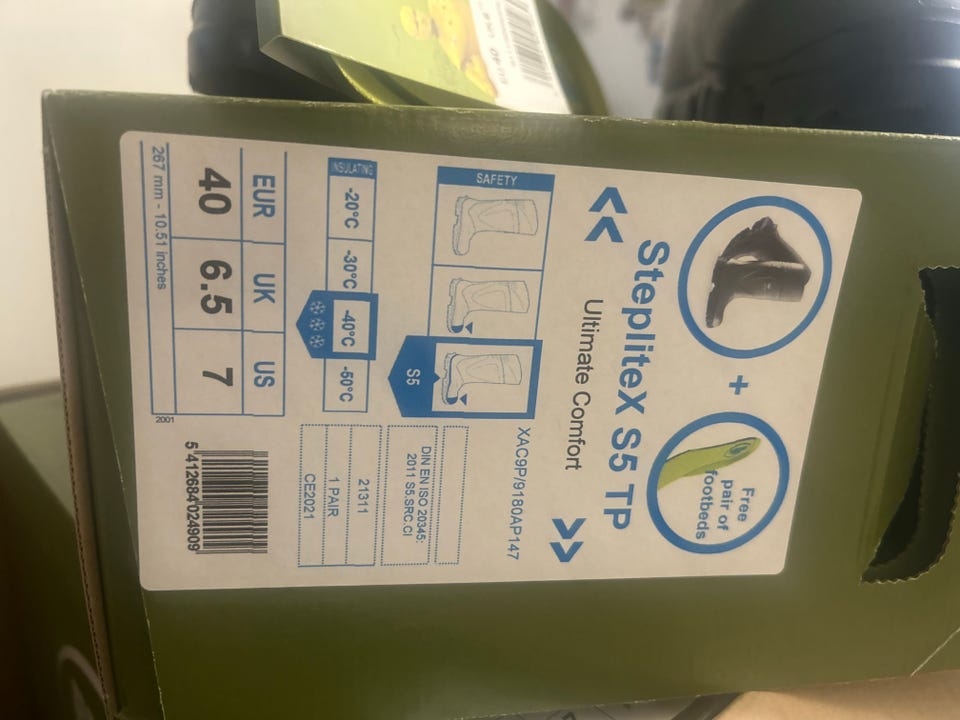 Free
pair of
footbeds
+
<< StepliteX S5 TP >>
Ultimate Comfort
XAC9P/9180AP147
SAFETY
S5
DIN EN ISO 20345:
2011 S5.SRC.CI
INSULATING
-20°C -30°C -40°C -50°C
21311
1 PAIR
CE2021
EUR UK US
40 6.5 7
267 mm - 10.51 inches
2001
5 412684 024909